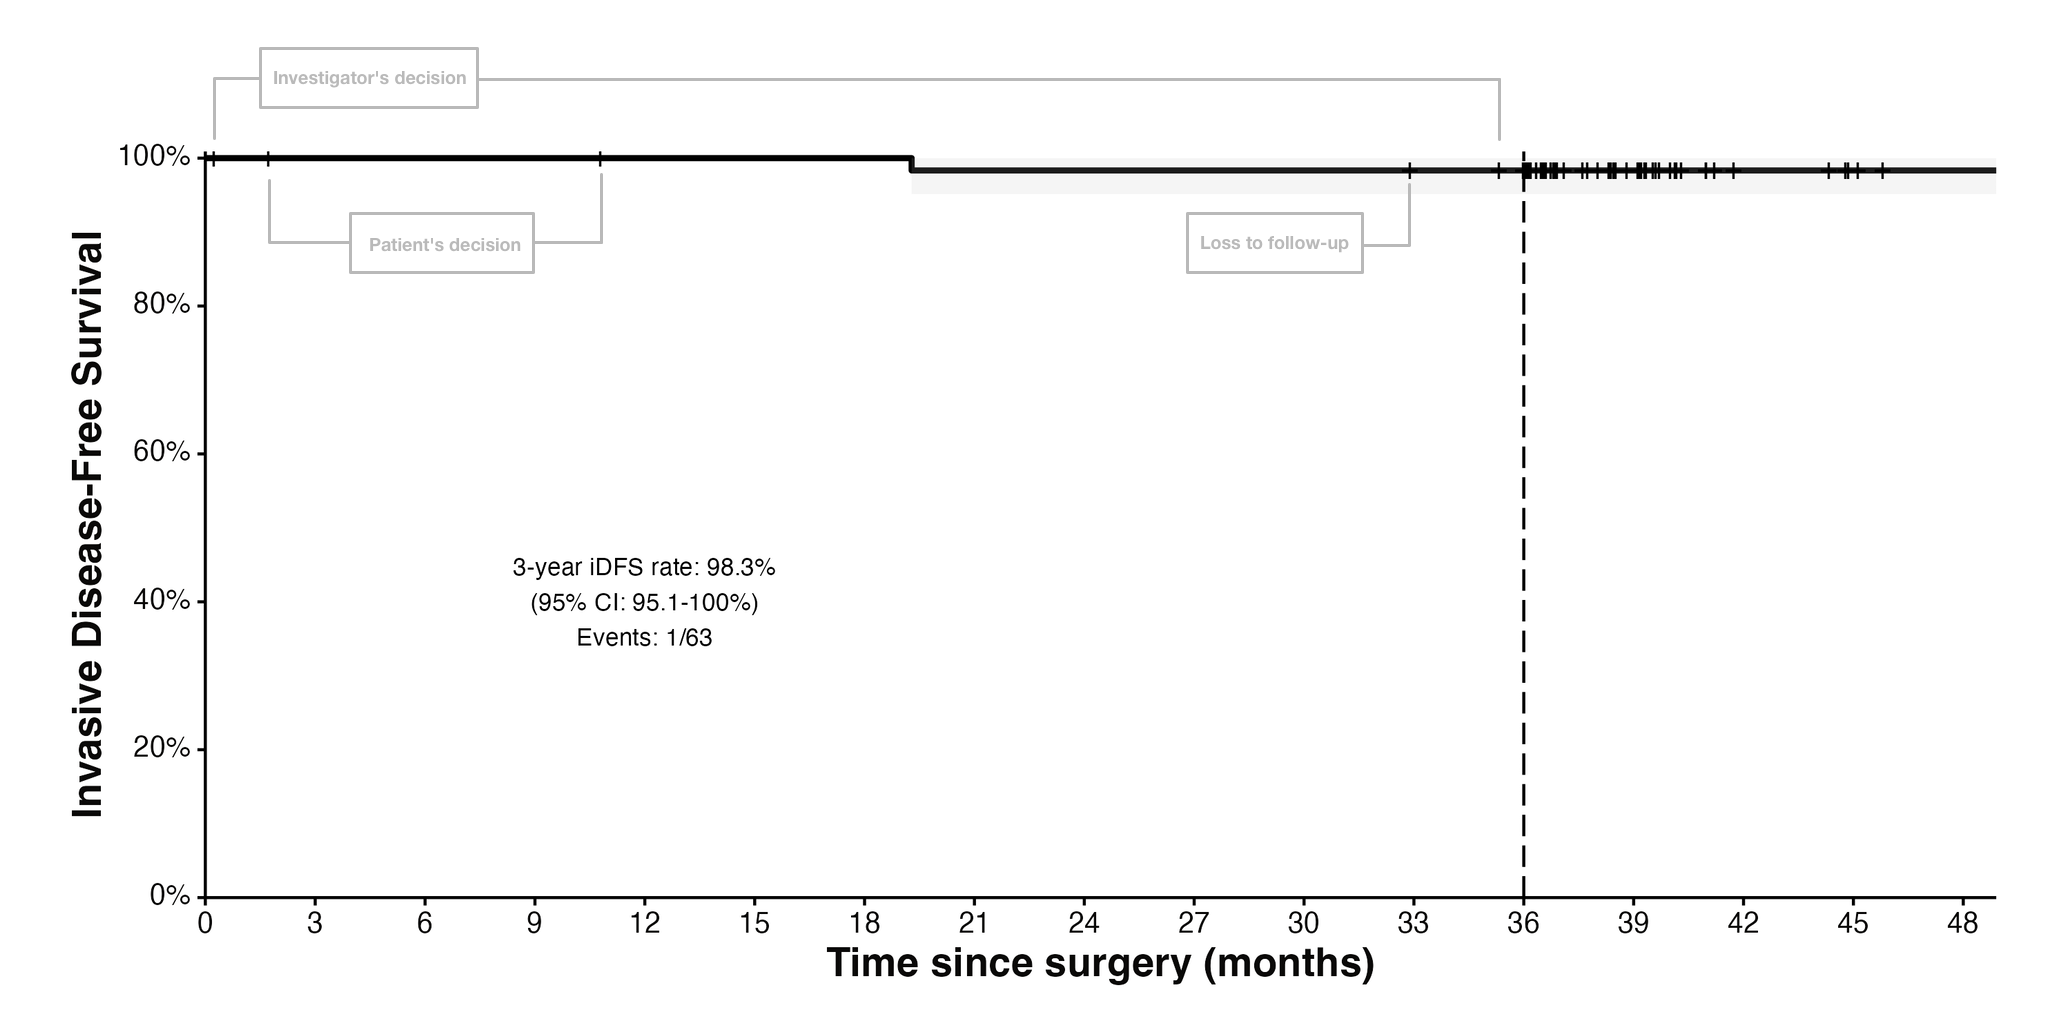 Investigator's decision
100%
Patient's decision
Loss to follow-up
80%
60%
40%
20%
0%
Invasive Disease-Free Survival
3-year iDFS rate: 98.3%
(95% CI: 95.1-100%)
Events: 1/63
0 3 6 9 12 15 18 21 24 27 30 33 36 39 42 45 48
Time since surgery (months)